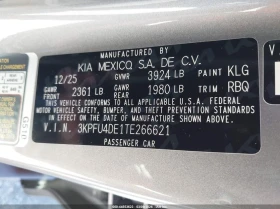 MANUFACTURED BY
KIA MEXICO, S.A. DE C.V.
12/25 GVWR 3924 LB PAINT KLG
GAWR FRT 2361 LB GAWR RR 1980 LB TRIM RBQ
THIS VEHICLE CONFORMS TO ALL APPLICABLE U.S.A. FEDERAL
MOTOR VEHICLE SAFETY, BUMPER, AND THEFT PREVENTION STANDARDS
IN EFFECT ON THE DATE OF MANUFACTURE SHOWN ABOVE.
V.I.N. 3KPFU4DE1TE266621
PASSENGER CAR